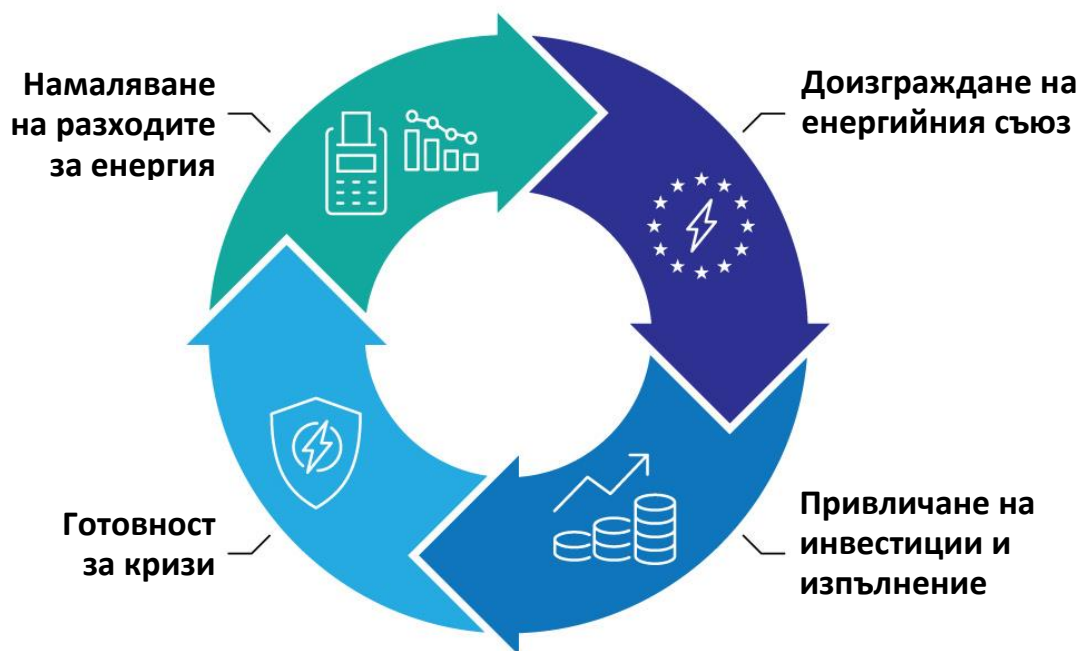 Намаляване
на разходите
за енергия
Доизграждане на
енергийния съюз
Готовност
за кризи
Привличане на
инвестиции и
изпълнение